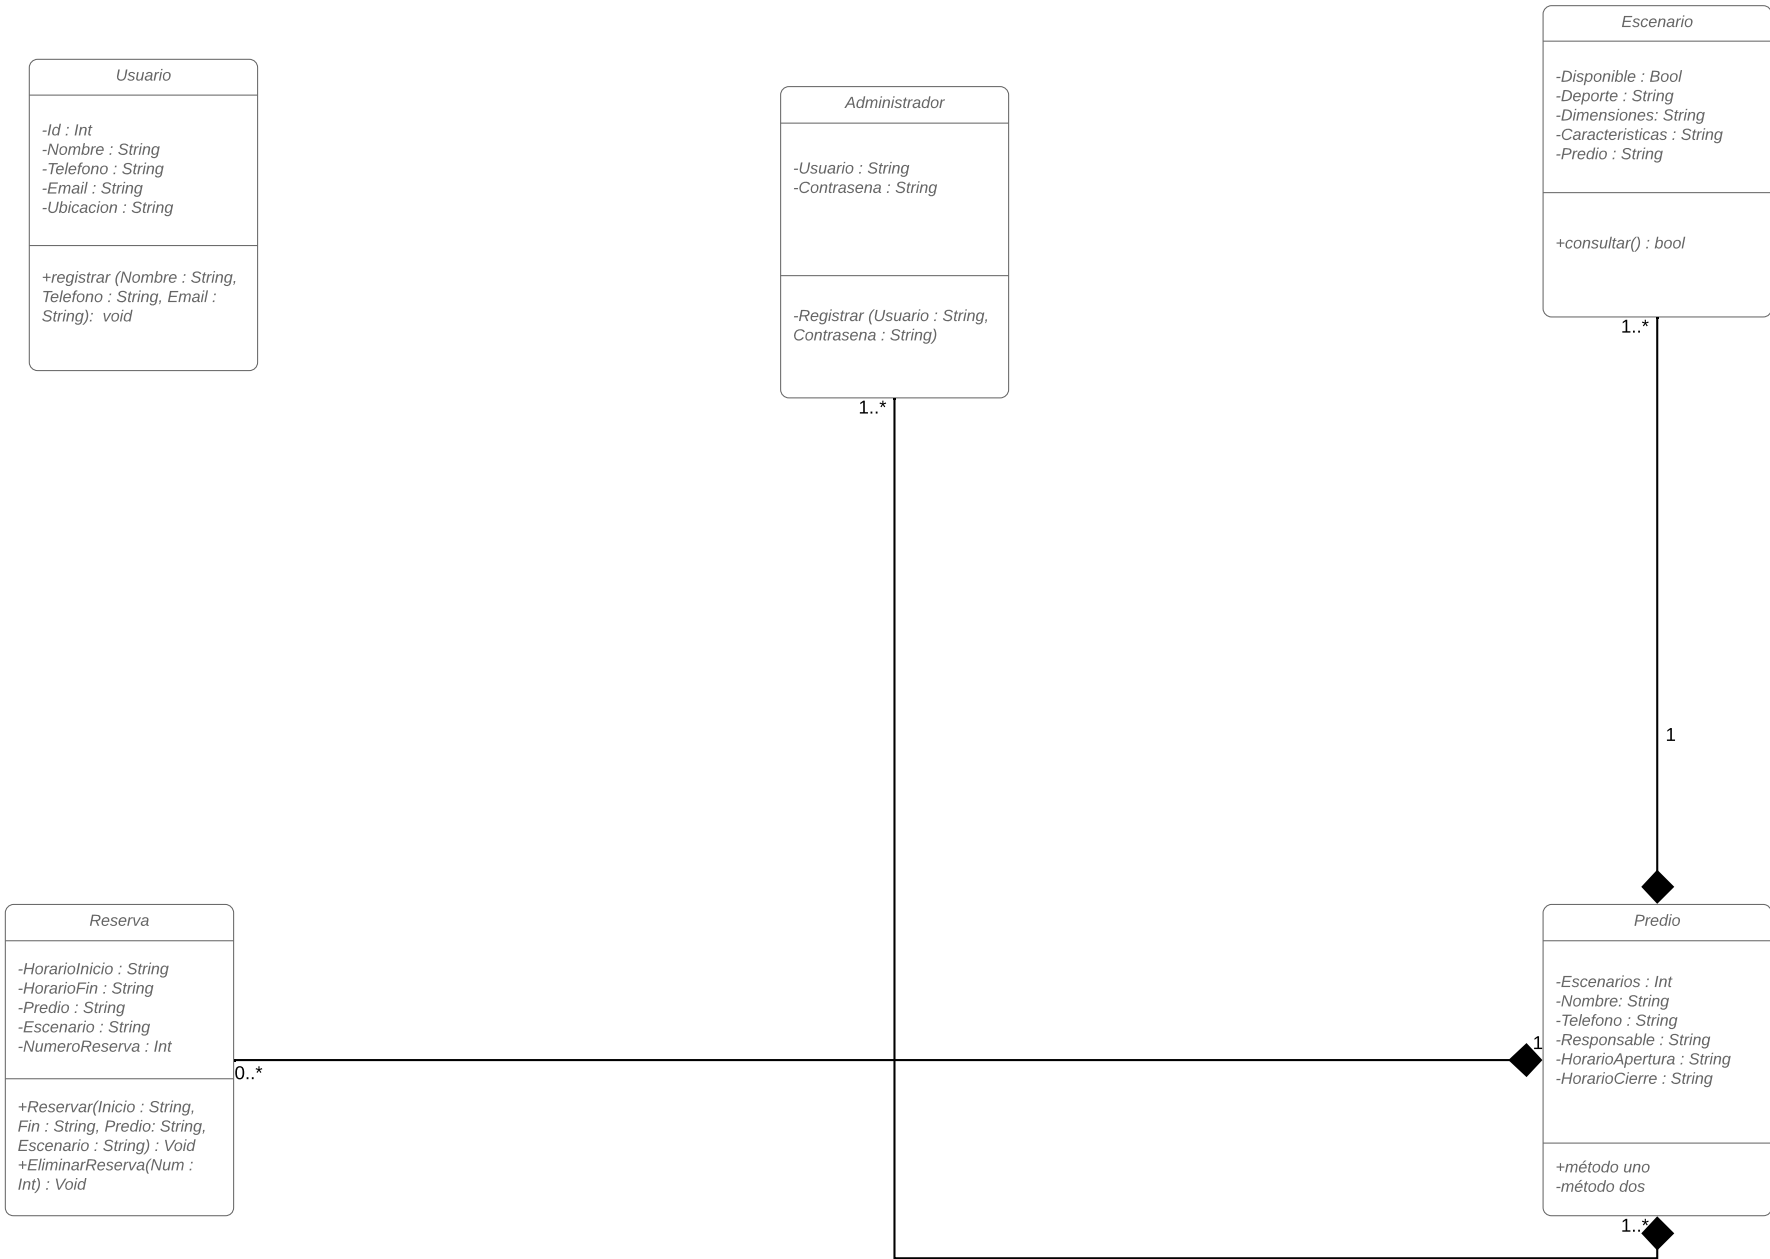 Usuario
-Id : Int
-Nombre : String
-Telefono : String
-Email : String
-Ubicacion : String
+registrar (Nombre : String,
Telefono : String, Email :
String):  void
Administrador
-Usuario : String
-Contrasena : String
-Registrar (Usuario : String,
Contrasena : String)
1..*
Escenario
-Disponible : Bool
-Deporte : String
-Dimensiones: String
-Caracteristicas : String
-Predio : String
+consultar() : bool
1..*
1
Reserva
-HorarioInicio : String
-HorarioFin : String
-Predio : String
-Escenario : String
-NumeroReserva : Int
+Reservar(Inicio : String,
Fin : String, Predio: String,
Escenario : String) : Void
+EliminarReserva(Num :
Int) : Void
0..*
1
Predio
-Escenarios : Int
-Nombre: String
-Telefono : String
-Responsable : String
-HorarioApertura : String
-HorarioCierre : String
+método uno
-método dos
1..*